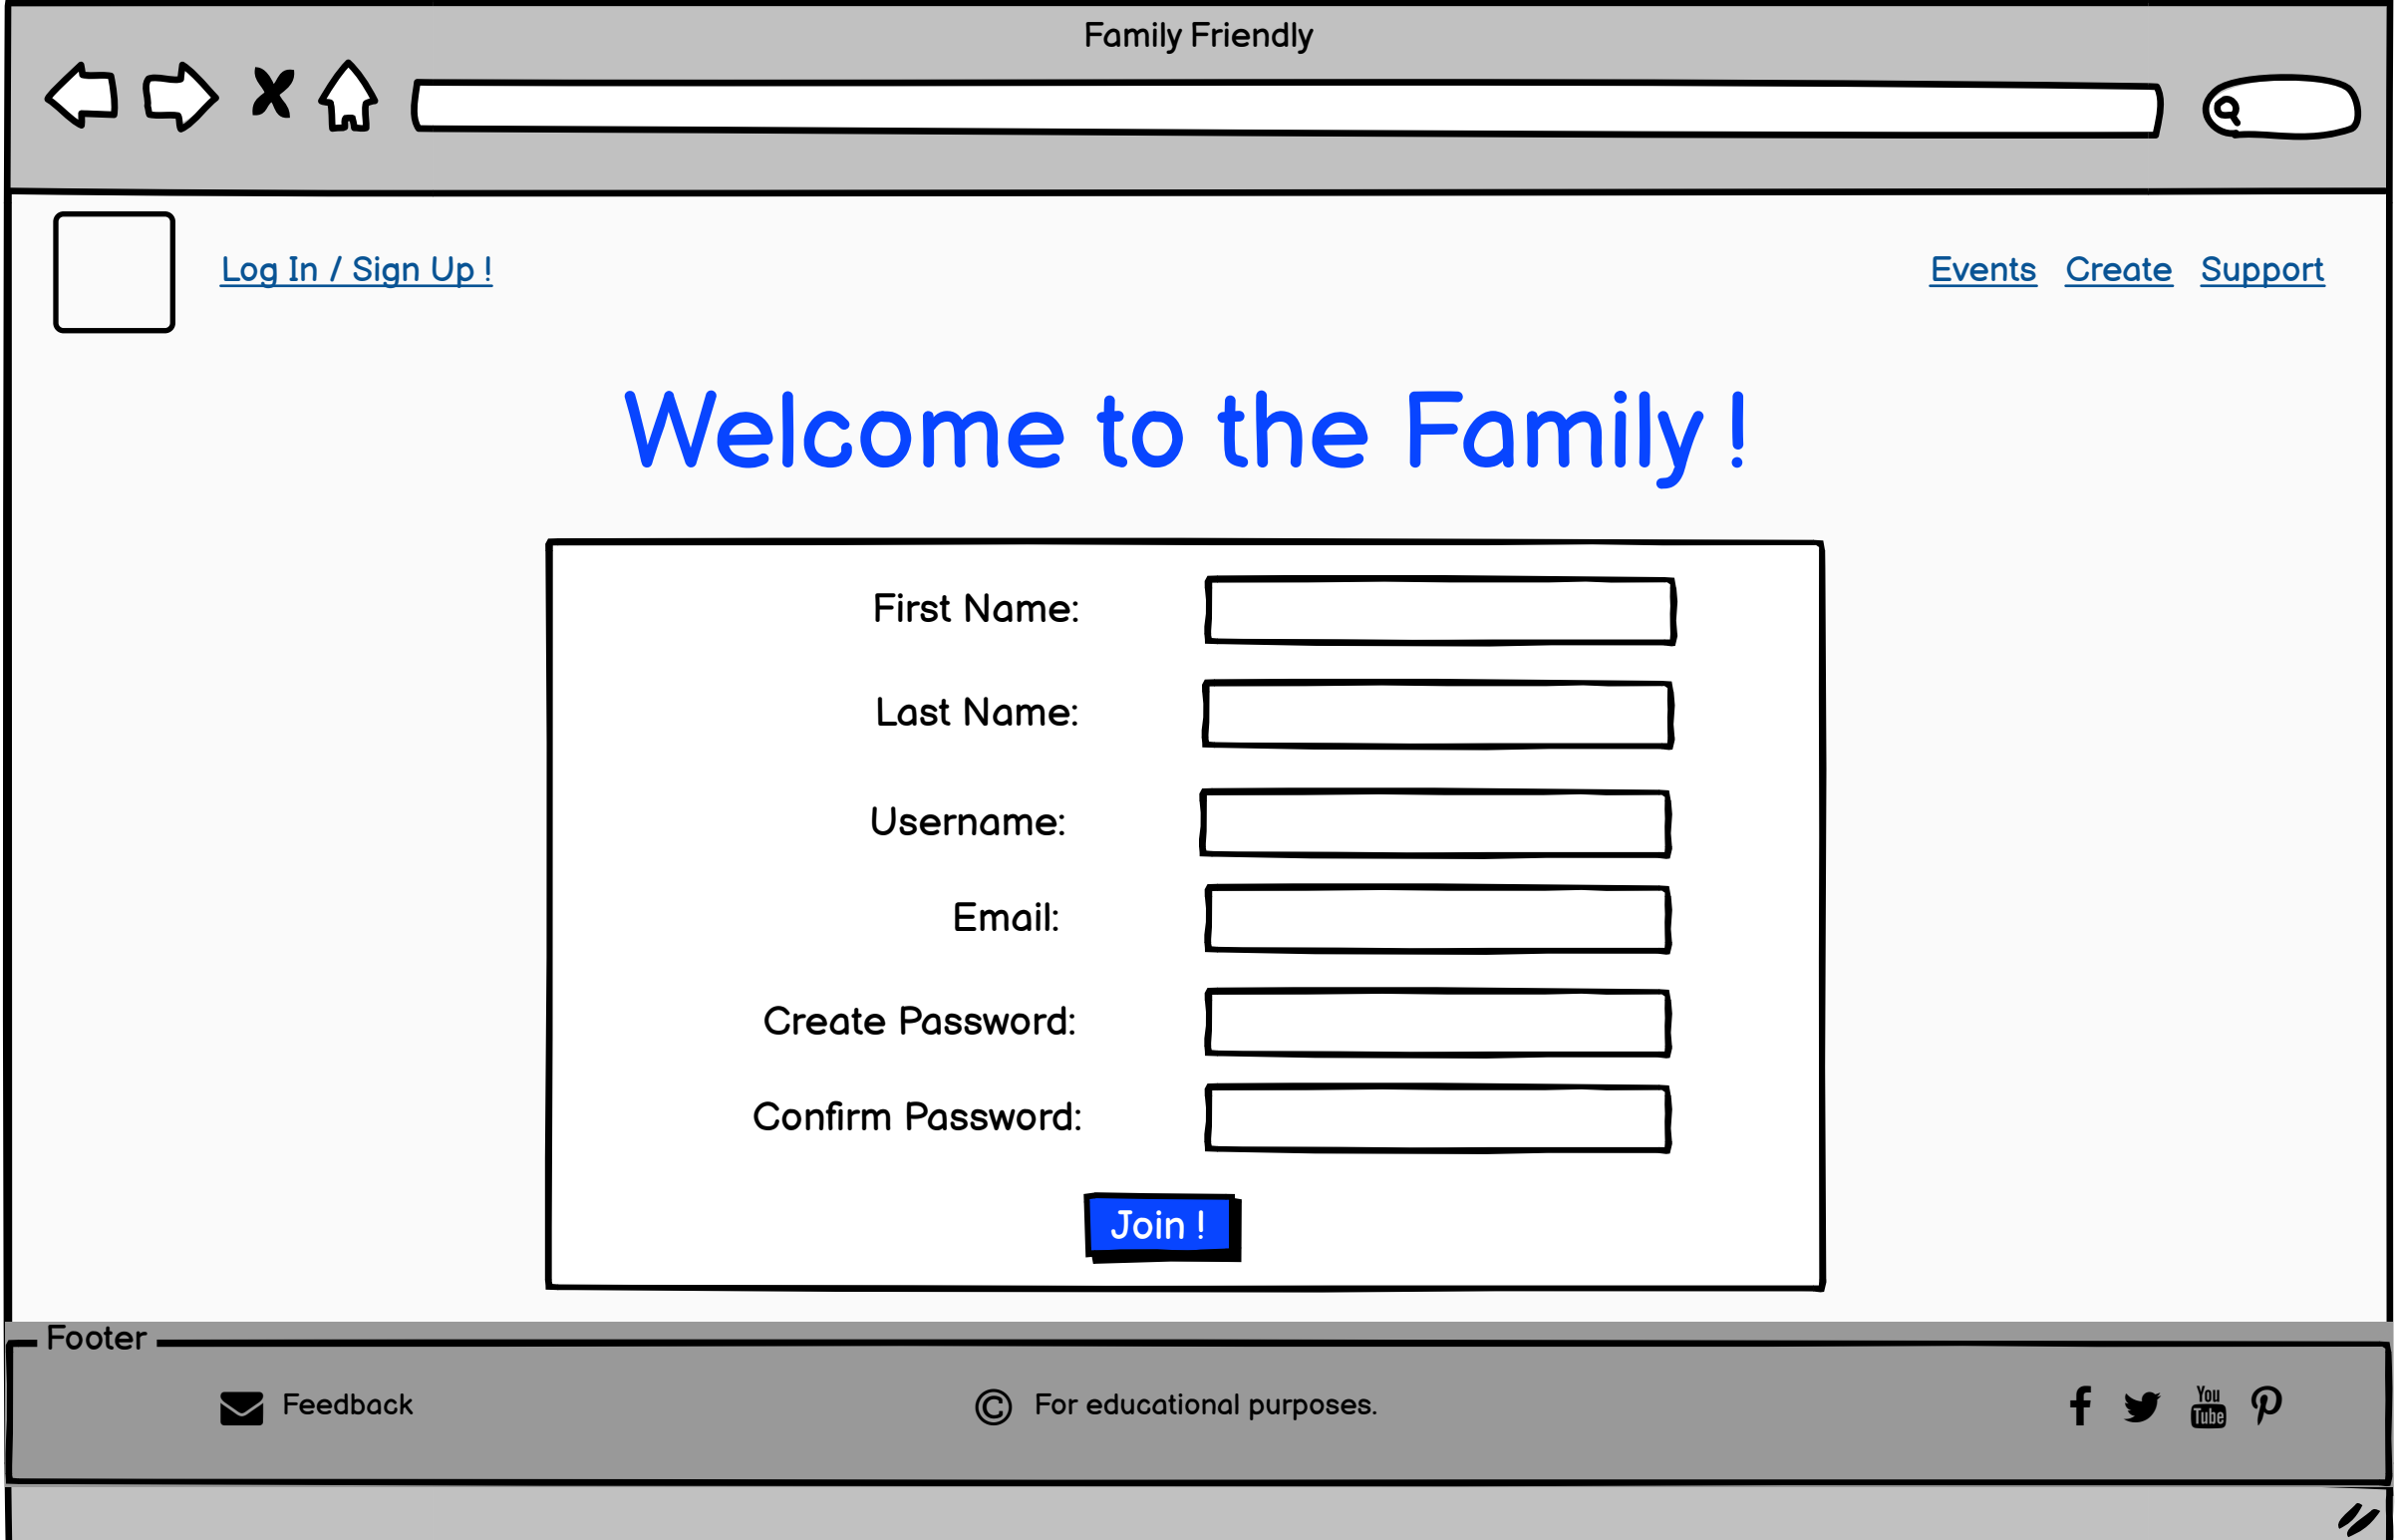 Family Friendly
Log In / Sign Up !
Events Create Support
Welcome to the Family !
First Name:
Last Name:
Username:
Email:
Create Password:
Confirm Password:
Join !
Footer
Feedback
© For educational purposes.
You
Tube